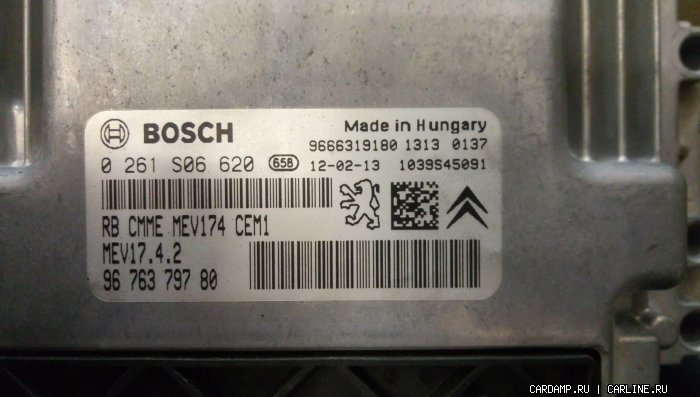 BOSCH
Made in Hungary
9666319180 1313 0137
0 261 S06 620 658 12-02-13 1039S45091
RB CMME MEV174 CEM1
MEV17.4.2
96 763 797 80
CARDAMP.RU | CARLINE.RU